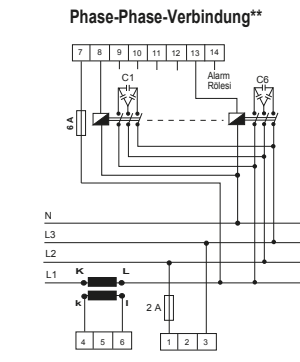 Phase-Phase-Verbindung**
7 8 9 10 11 12 13 14
C1
Alarm
Rölesi
C6
6 A
N
L3
L2
L1
K L
k l
2 A
4 5 6
1 2 3